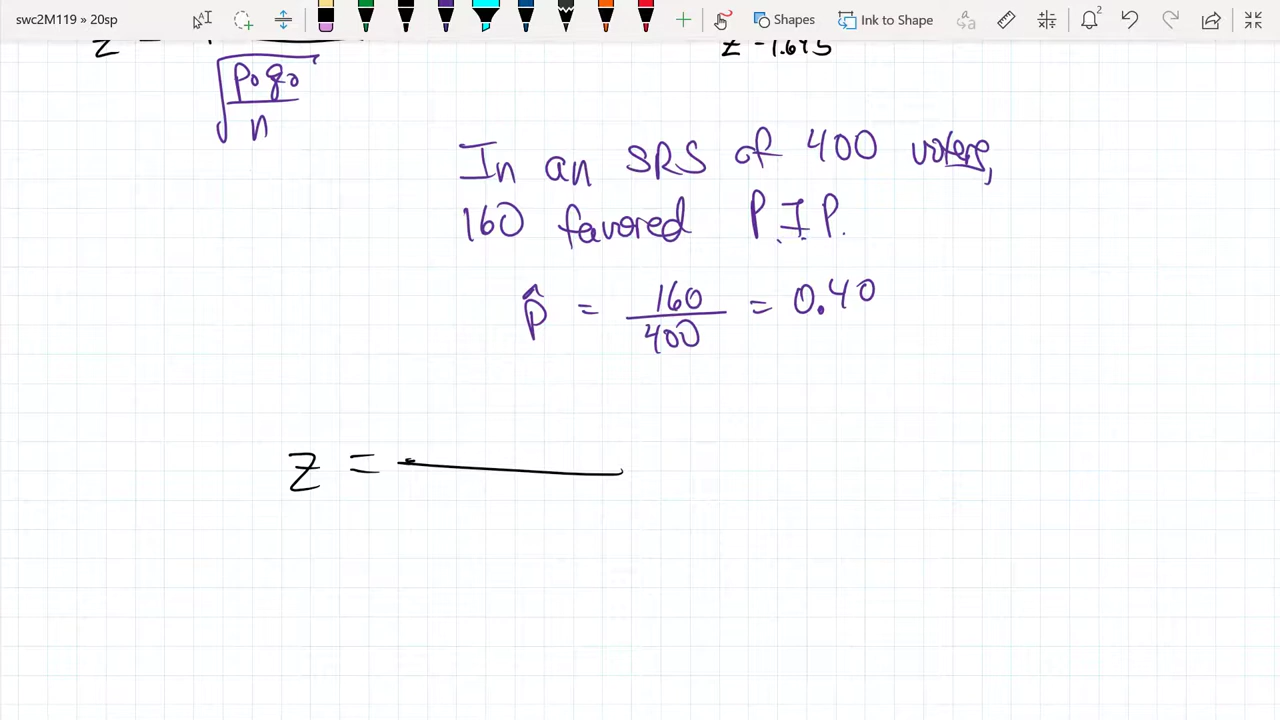 swc2M119 » 20sp
Shapes
Ink to Shape
2
z =
√(p₀q₀/n)
z -1.645
In an SRS of 400 voters,
160 favored P.I.P.
p̂ = 160/400 = 0.40
z =